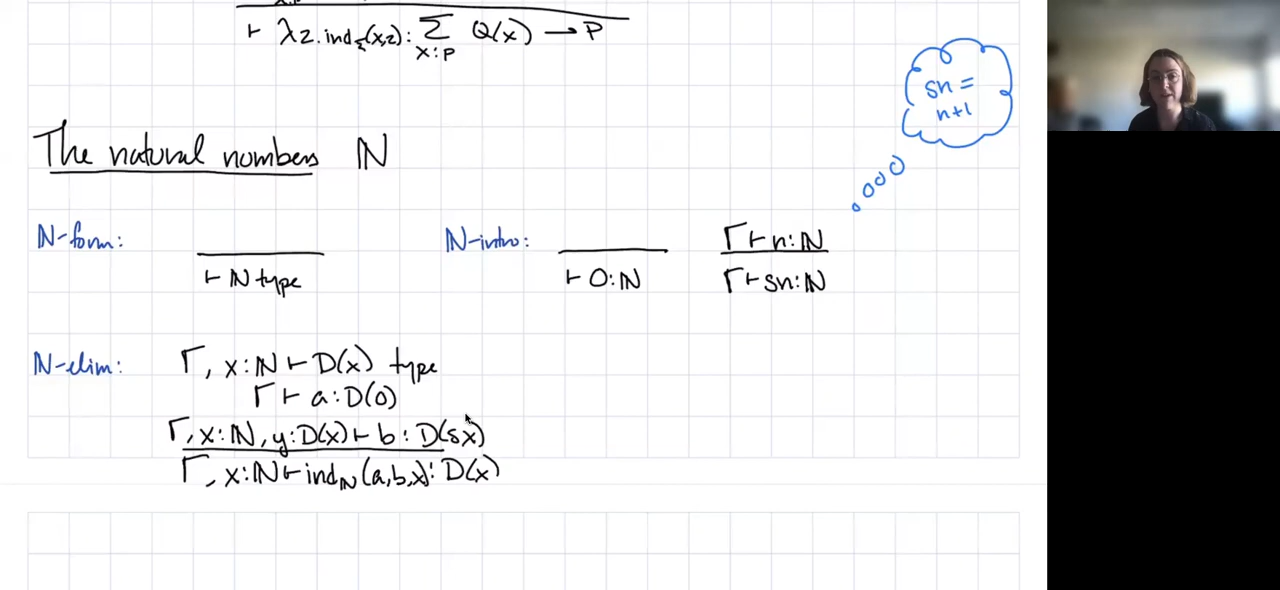 ⊢ λz.ind_Σ(x,z) : Σ_{x:P} Q(x) → P
sn =
n+1
The natural numbers ℕ
ℕ-form:
⊢ ℕ type
ℕ-intro:
⊢ 0:ℕ
Γ ⊢ n:ℕ
Γ ⊢ sn:ℕ
ℕ-elim:
Γ, x:ℕ ⊢ D(x) type
Γ ⊢ a:D(0)
Γ, x:ℕ, y:D(x) ⊢ b : D(sx)
Γ, x:ℕ ⊢ ind_ℕ(a,b,x) : D(x)